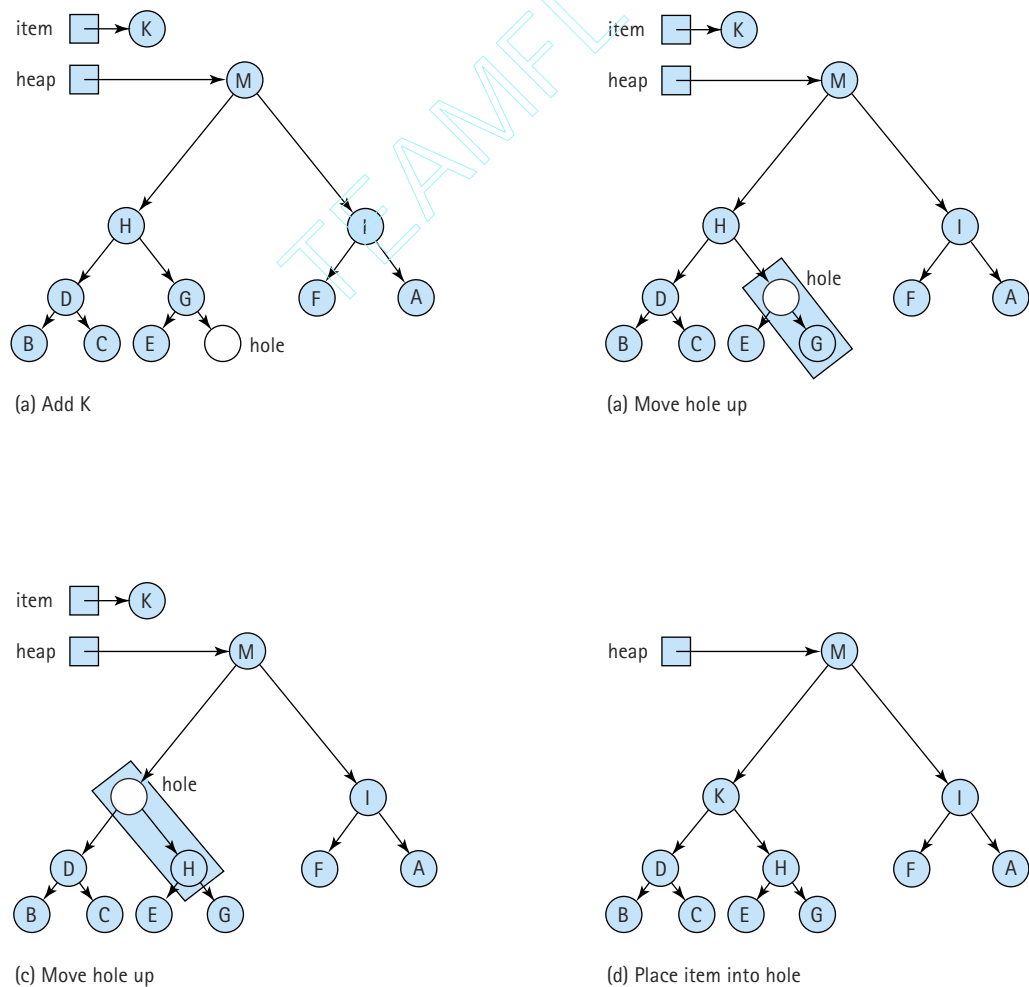 item K
heap M
H I
D G F A
B C E hole
(a) Add K
item K
heap M
H I
hole
D F A
B C E G
(a) Move hole up
item K
heap M
hole
I
D H F A
B C E G
(c) Move hole up
heap M
K I
D H F A
B C E G
(d) Place item into hole
TEAMFL